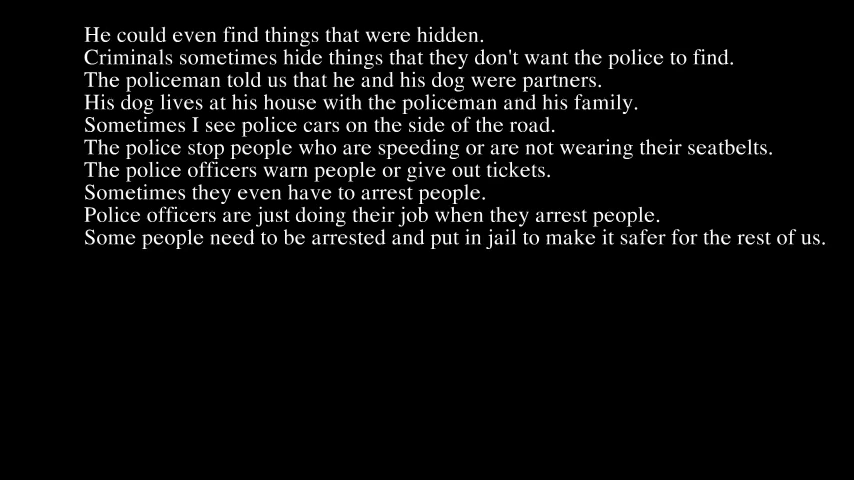 He could even find things that were hidden.
Criminals sometimes hide things that they don't want the police to find.
The policeman told us that he and his dog were partners.
His dog lives at his house with the policeman and his family.
Sometimes I see police cars on the side of the road.
The police stop people who are speeding or are not wearing their seatbelts.
The police officers warn people or give out tickets.
Sometimes they even have to arrest people.
Police officers are just doing their job when they arrest people.
Some people need to be arrested and put in jail to make it safer for the rest of us.